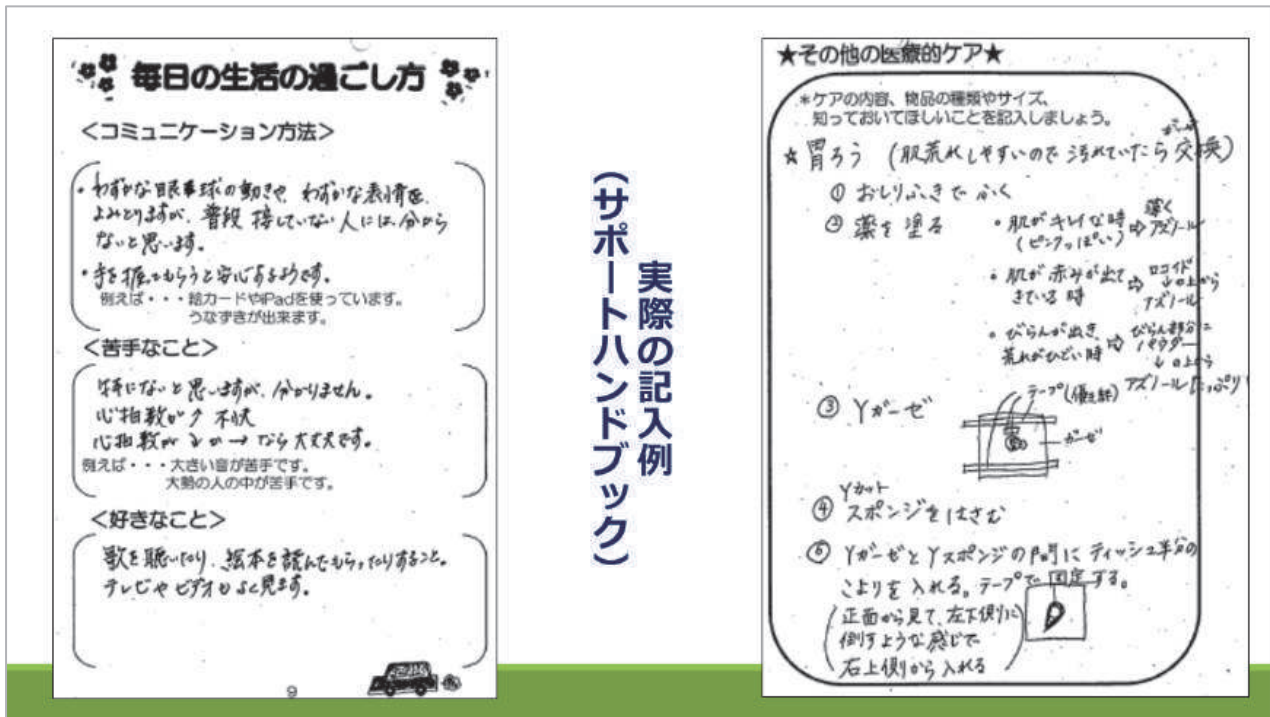 毎日の生活の過ごし方
＜コミュニケーション方法＞
・わずかな眼球の動きや、わずかな表情を、
よみとりますが、普段 接していない人には、分から
ないと思います。
・手を握ってもらうと安心するようです。
例えば・・・絵カードやiPadを使っています。
うなずきが出来ます。
＜苦手なこと＞
特にないと思いますが、分かりません。
心拍数が↗ 不快
心拍数が↘か→なら大丈夫です。
例えば・・・大きい音が苦手です。
大勢の人の中が苦手です。
＜好きなこと＞
歌を聴いたり、絵本を読んでもらったりすること。
テレビやビデオもよく見ます。
9
実際の記入例
（サポートハンドブック）
★その他の医療的ケア★
＊ケアの内容、物品の種類やサイズ、
知っておいてほしいことを記入しましょう。
ガーゼ
☆胃ろう（肌荒れしやすいので汚れていたら交換）
① おしりふきでふく
② 薬を塗る
・肌がキレイな時 ⇨ 薄く
（ピンクっぽい） アズノール
・肌が赤みが出て ⇨ ロコイド
きている時 ↓の上から
アズノール
・びらんが出き、 ⇨ びらん部分に
荒れがひどい時 パウダー
↓の上から
アズノールたっぷり
③ Yガーゼ
テープ(優肌絆)
ガーゼ
Yカット
④ スポンジをはさむ
⑤ YガーゼとYスポンジの間にティッシュ半分の
こよりを入れる。テープで固定する。
（正面から見て、左下側に
倒すような感じで
右上側から入れる）